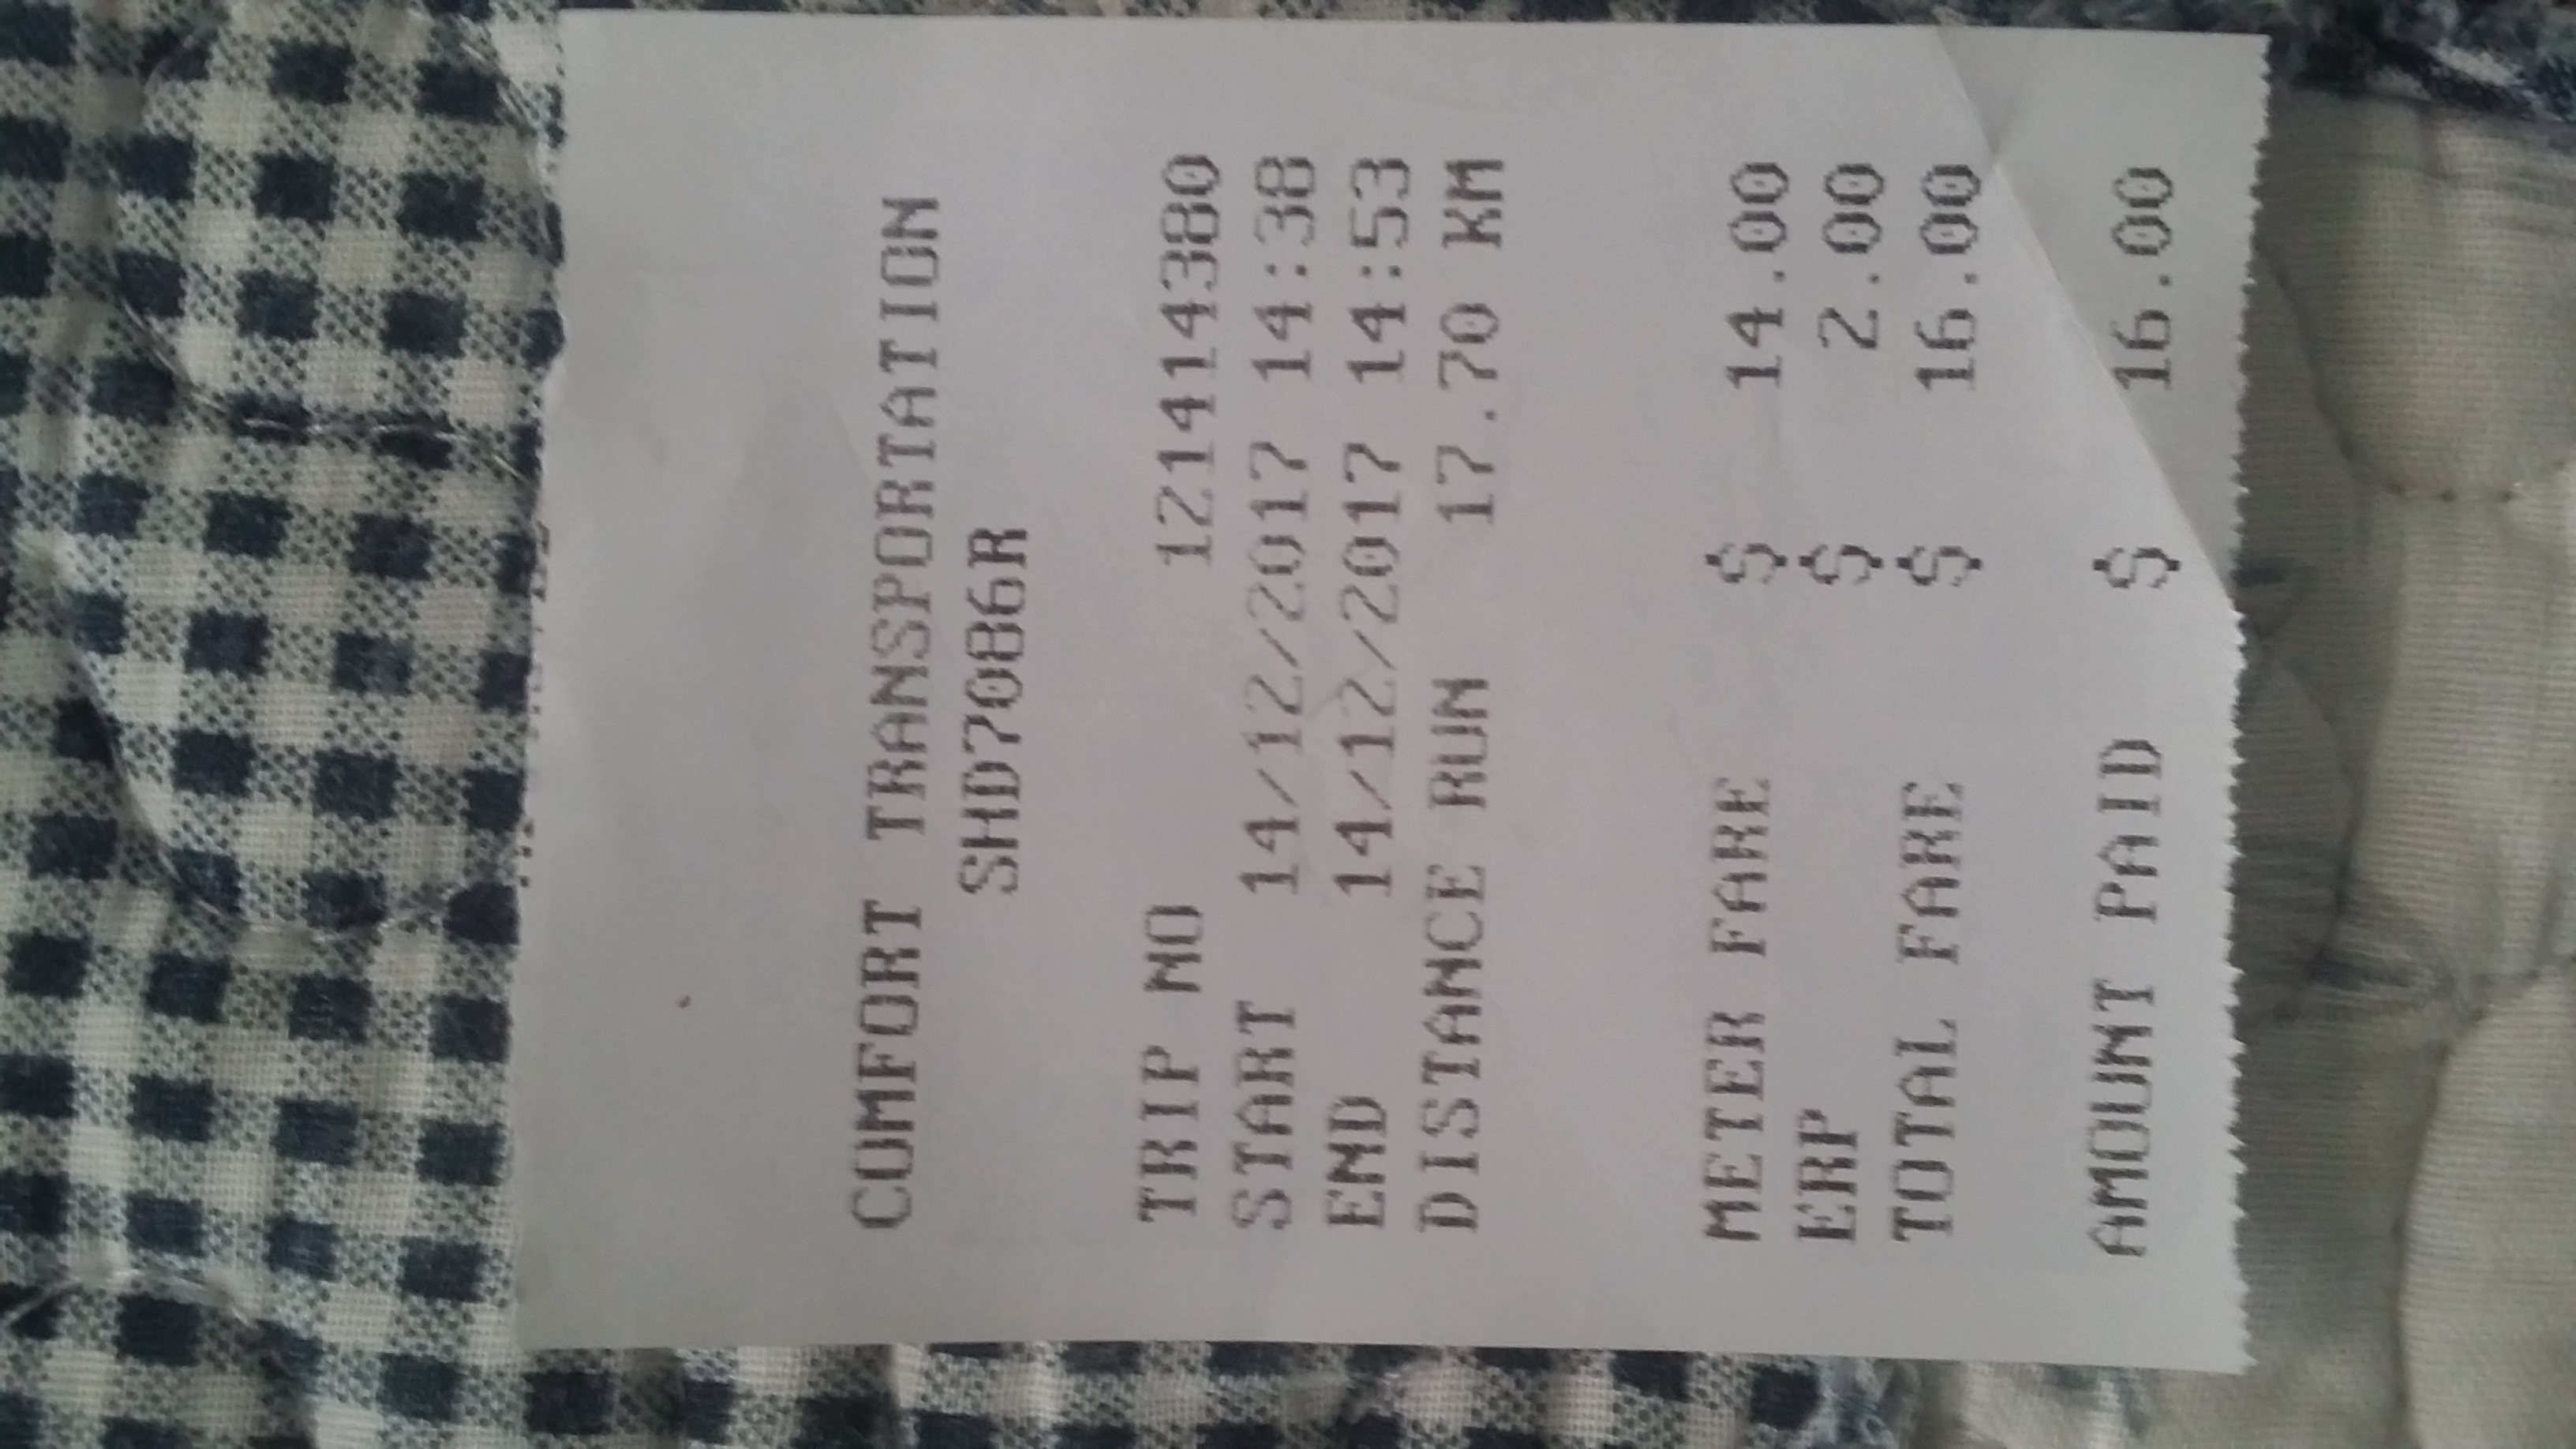 COMFORT TRANSPORTATION
SHD7086R
TRIP NO 121414380
START 14/12/2017 14:38
END 14/12/2017 14:53
DISTANCE RUN 17.70 KM
METER FARE $ 14.00
ERP $ 2.00
TOTAL FARE $ 16.00
AMOUNT PAID $ 16.00